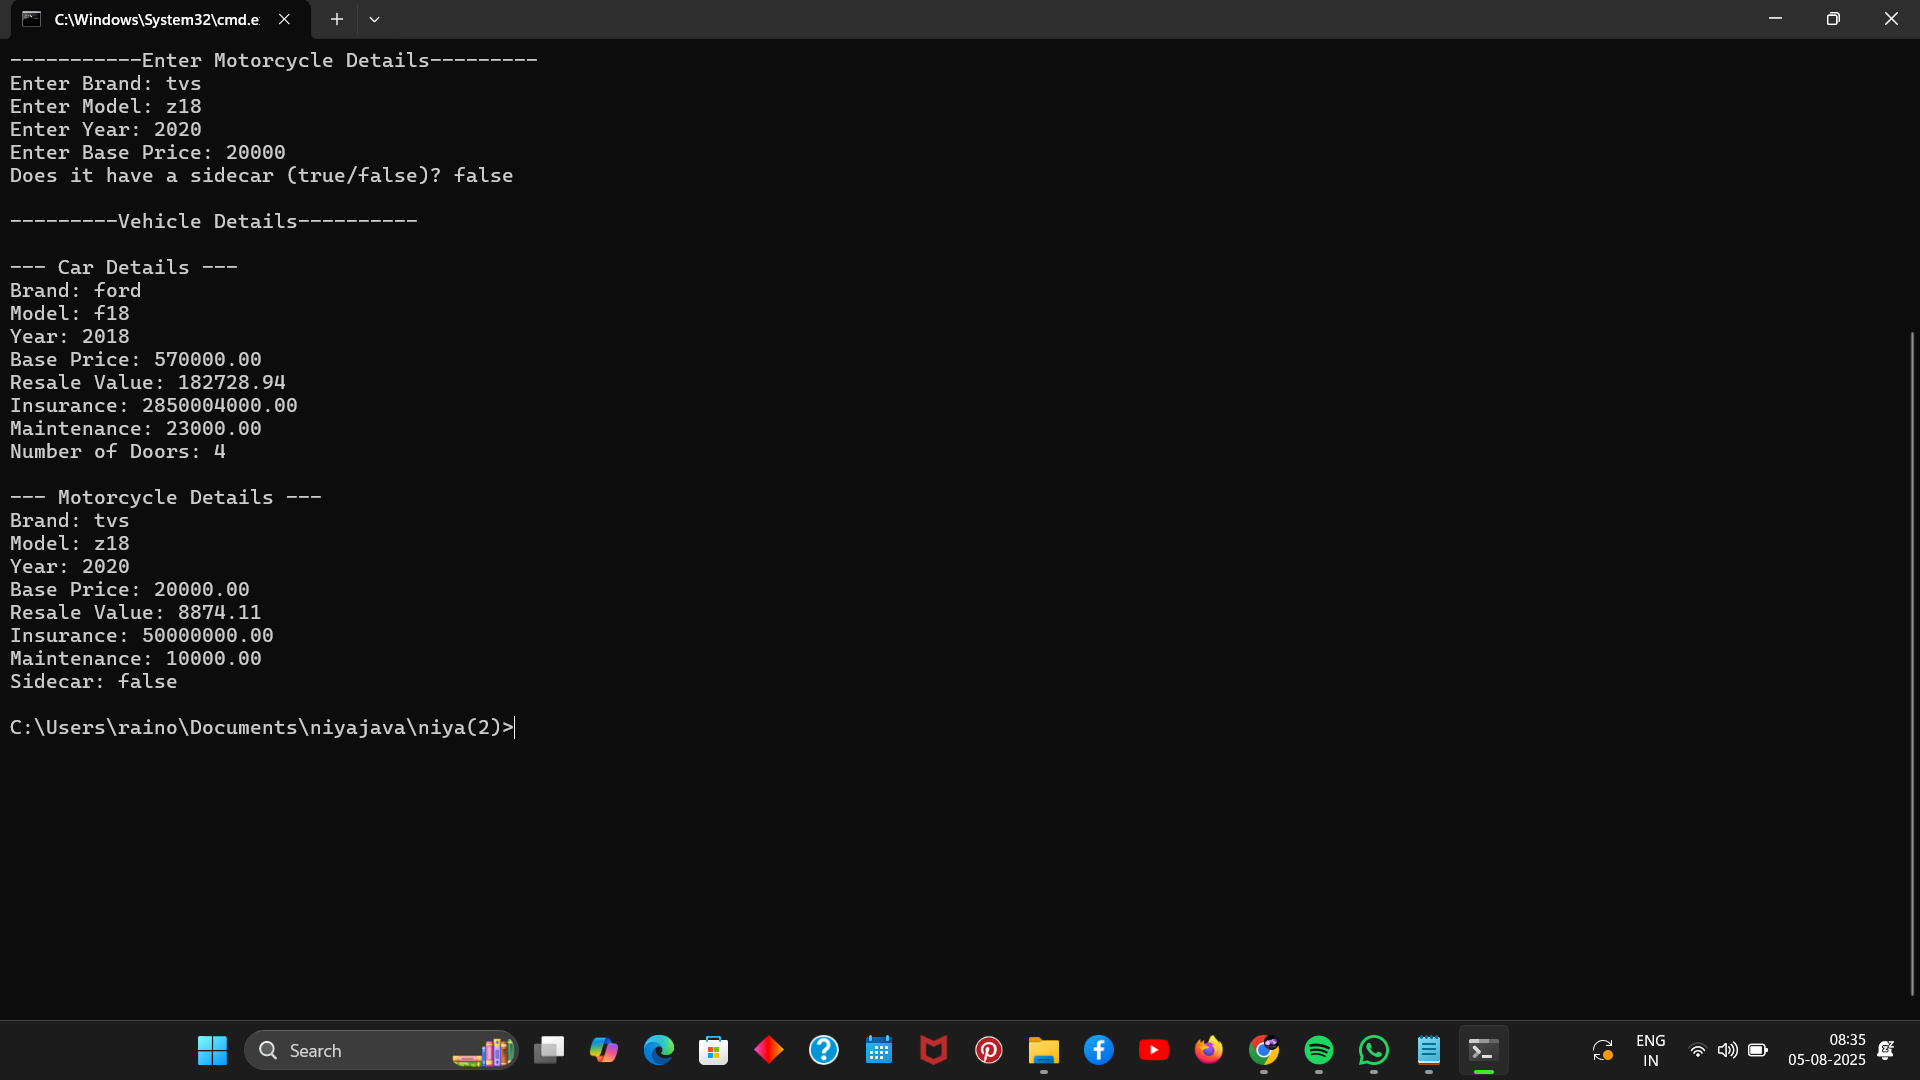 C:\Windows\System32\cmd.e
-----------Enter Motorcycle Details---------
Enter Brand: tvs
Enter Model: z18
Enter Year: 2020
Enter Base Price: 20000
Does it have a sidecar (true/false)? false
---------Vehicle Details----------
--- Car Details ---
Brand: ford
Model: f18
Year: 2018
Base Price: 570000.00
Resale Value: 182728.94
Insurance: 2850004000.00
Maintenance: 23000.00
Number of Doors: 4
--- Motorcycle Details ---
Brand: tvs
Model: z18
Year: 2020
Base Price: 20000.00
Resale Value: 8874.11
Insurance: 50000000.00
Maintenance: 10000.00
Sidecar: false
C:\Users\raino\Documents\niyajava\niya(2)>
Search
ENG
IN
08:35
05-08-2025